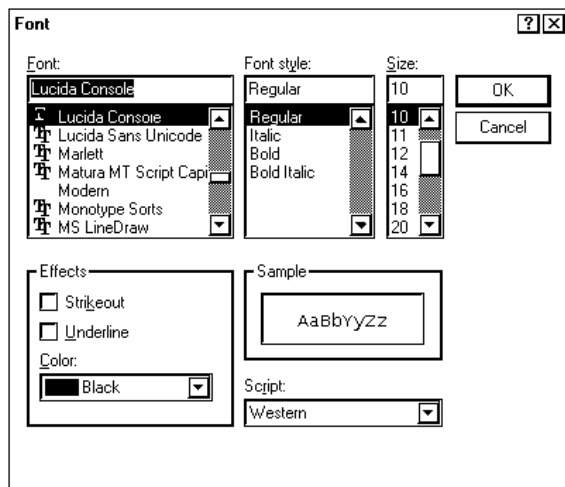 Font
Font:
Lucida Console
Lucida Console
Lucida Sans Unicode
Marlett
Matura MT Script Capi
Modern
Monotype Sorts
MS LineDraw
Font style:
Regular
Regular
Italic
Bold
Bold Italic
Size:
10
10
11
12
14
16
18
20
OK
Cancel
Effects
Strikeout
Underline
Color:
Black
Sample
AaBbYyZz
Script:
Western